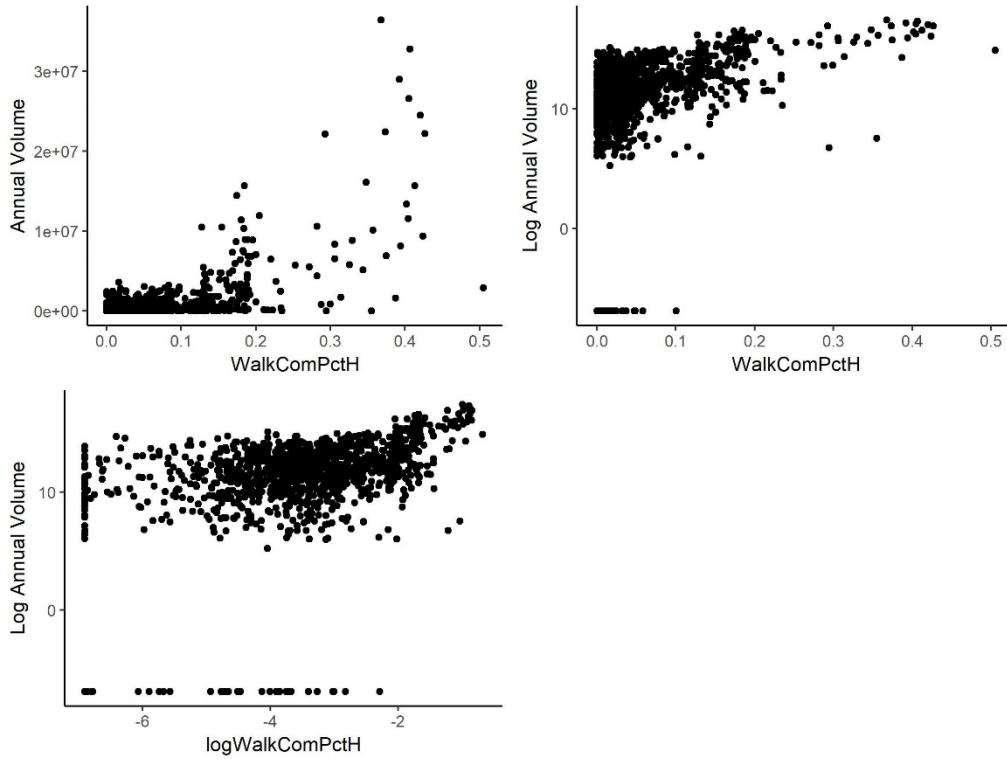 Annual Volume
3e+07
2e+07
1e+07
0e+00
0.0 0.1 0.2 0.3 0.4 0.5
WalkComPctH
Log Annual Volume
10
0
0.0 0.1 0.2 0.3 0.4 0.5
WalkComPctH
Log Annual Volume
10
0
-6 -4 -2
logWalkComPctH